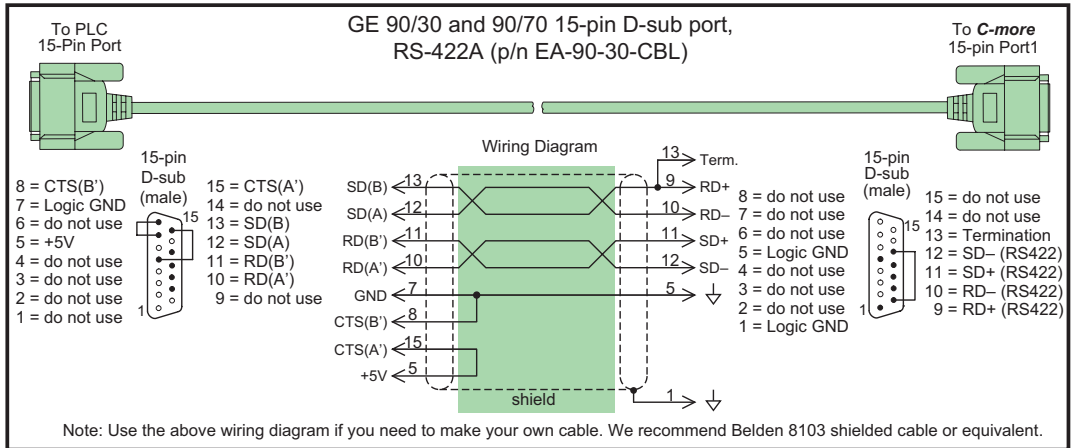 To PLC
15-Pin Port
GE 90/30 and 90/70 15-pin D-sub port,
RS-422A (p/n EA-90-30-CBL)
To C-more
15-pin Port1
15-pin
D-sub
(male)
8 = CTS(B')
7 = Logic GND
6 = do not use
5 = +5V
4 = do not use
3 = do not use
2 = do not use
1 = do not use
15
1
15 = CTS(A')
14 = do not use
13 = SD(B)
12 = SD(A)
11 = RD(B')
10 = RD(A')
9 = do not use
Wiring Diagram
13 Term.
SD(B) 13 9 RD+
SD(A) 12 10 RD–
RD(B') 11 11 SD+
RD(A') 10 12 SD–
GND 7 5
CTS(B') 8
CTS(A') 15
+5V 5
shield 1
8 = do not use
7 = do not use
6 = do not use
5 = Logic GND
4 = do not use
3 = do not use
2 = do not use
1 = Logic GND
15-pin
D-sub
(male)
15
1
15 = do not use
14 = do not use
13 = Termination
12 = SD– (RS422)
11 = SD+ (RS422)
10 = RD– (RS422)
9 = RD+ (RS422)
Note: Use the above wiring diagram if you need to make your own cable. We recommend Belden 8103 shielded cable or equivalent.